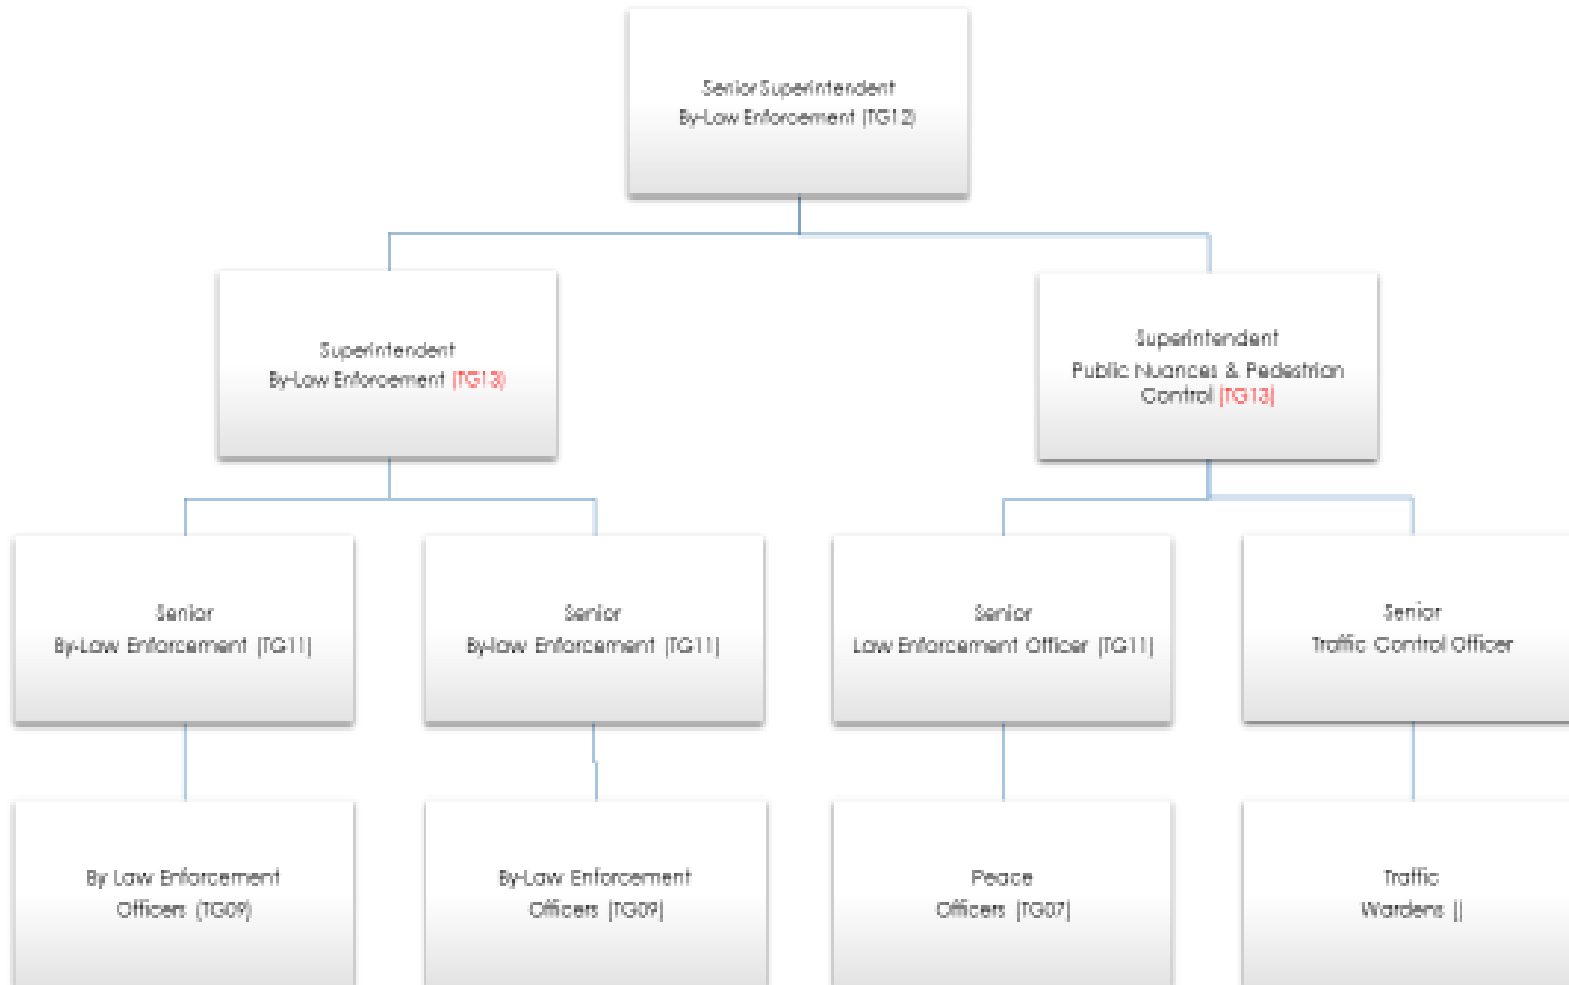 Senior Superintendent
By-Law Enforcement (TG12)
Superintendent
By-Law Enforcement (TG13)
Superintendent
Public Nuances & Pedestrian
Control (TG13)
Senior
By-Law Enforcement (TG11)
Senior
By-law Enforcement (TG11)
Senior
Law Enforcement Officer (TG11)
Senior
Traffic Control Officer
By Law Enforcement
Officers (TG09)
By-Law Enforcement
Officers (TG09)
Peace
Officers (TG07)
Traffic
Wardens ()